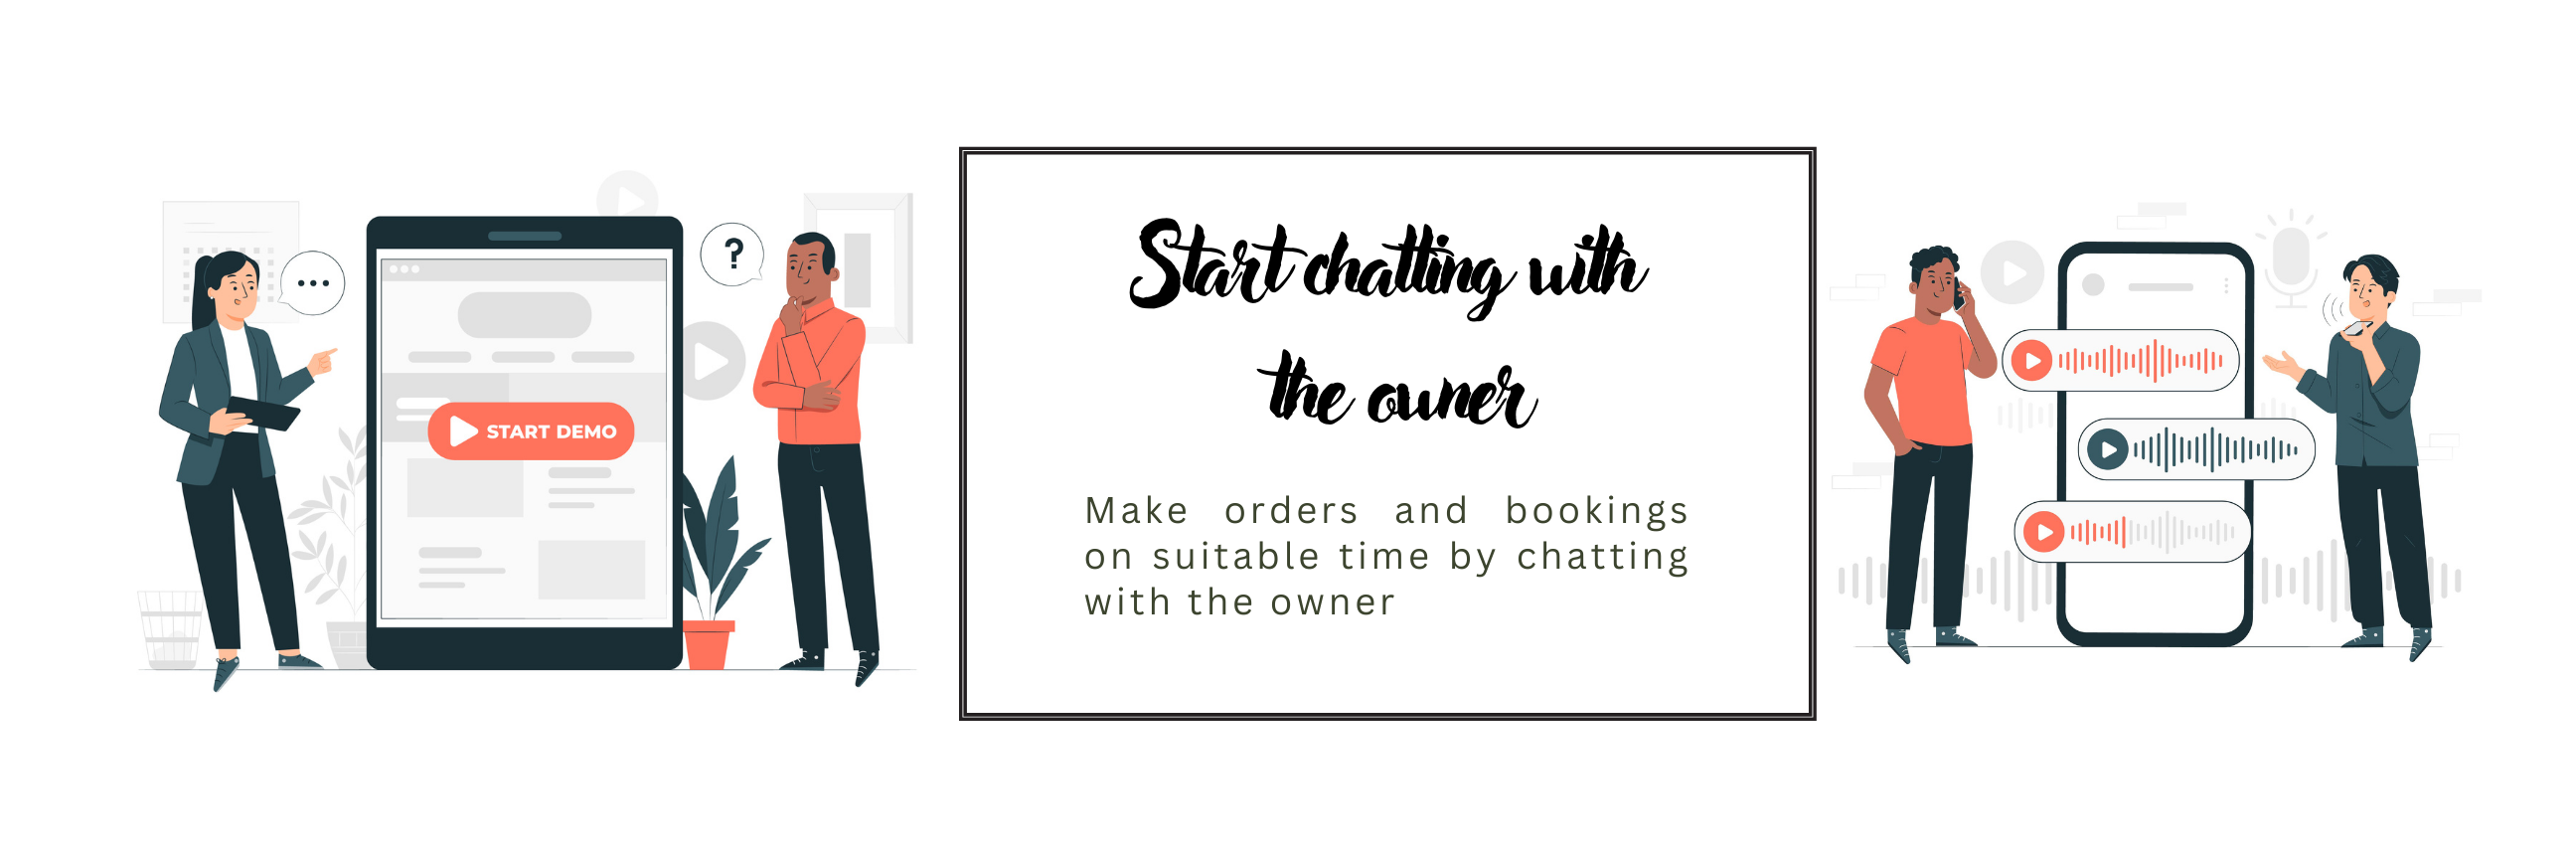 ?
START DEMO
Start chatting with
the owner
Make orders and bookings
on suitable time by chatting
with the owner